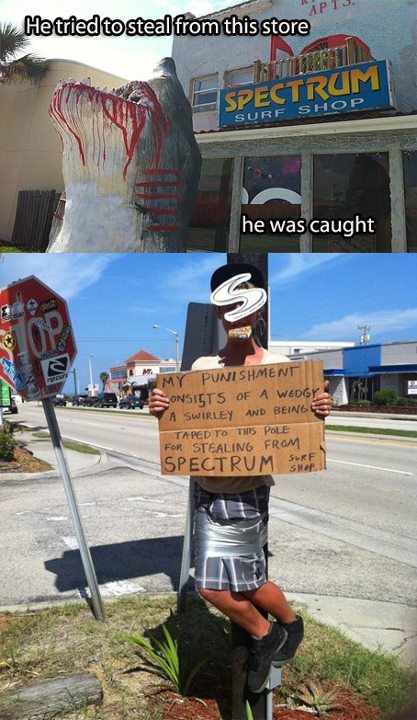 He tried to steal from this store
APTS.
SPECTRUM
SURF SHOP
he was caught
STOP
MY PUNISHMENT
CONSISTS OF A WEDGY
A SWIRLEY AND BEING
TAPED TO THIS POLE
FOR STEALING FROM
SPECTRUM SURF
SHOP.